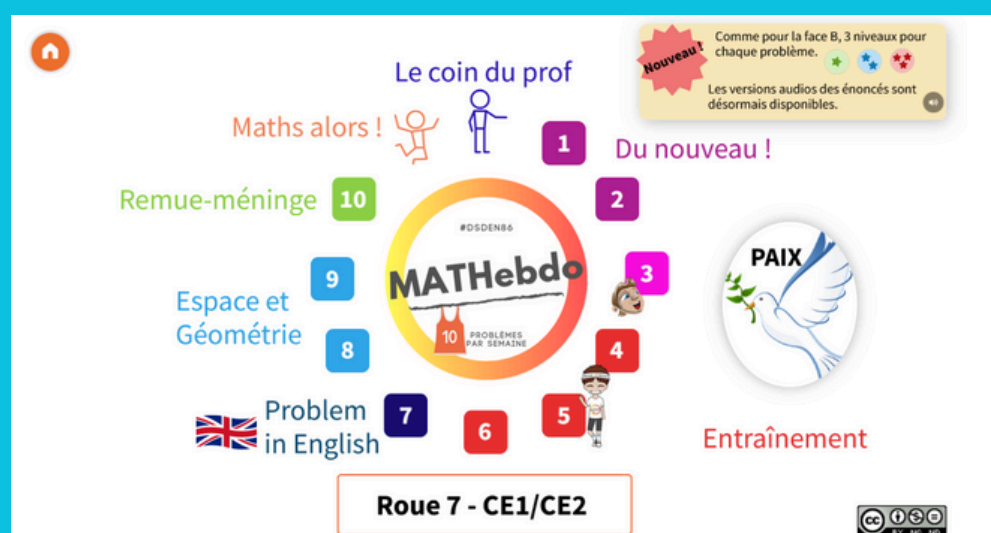 Nouveau !
Comme pour la face B, 3 niveaux pour
chaque problème.
Les versions audios des énoncés sont
désormais disponibles.
Le coin du prof
Maths alors !
1
Du nouveau !
Remue-méninge
10
2
#DSDEN86
MATHebdo
10
PROBLÈMES
PAR SEMAINE
9
3
PAIX
Espace et
Géométrie
8
4
Problem
in English
7
6
5
Entraînement
Roue 7 - CE1/CE2
cc